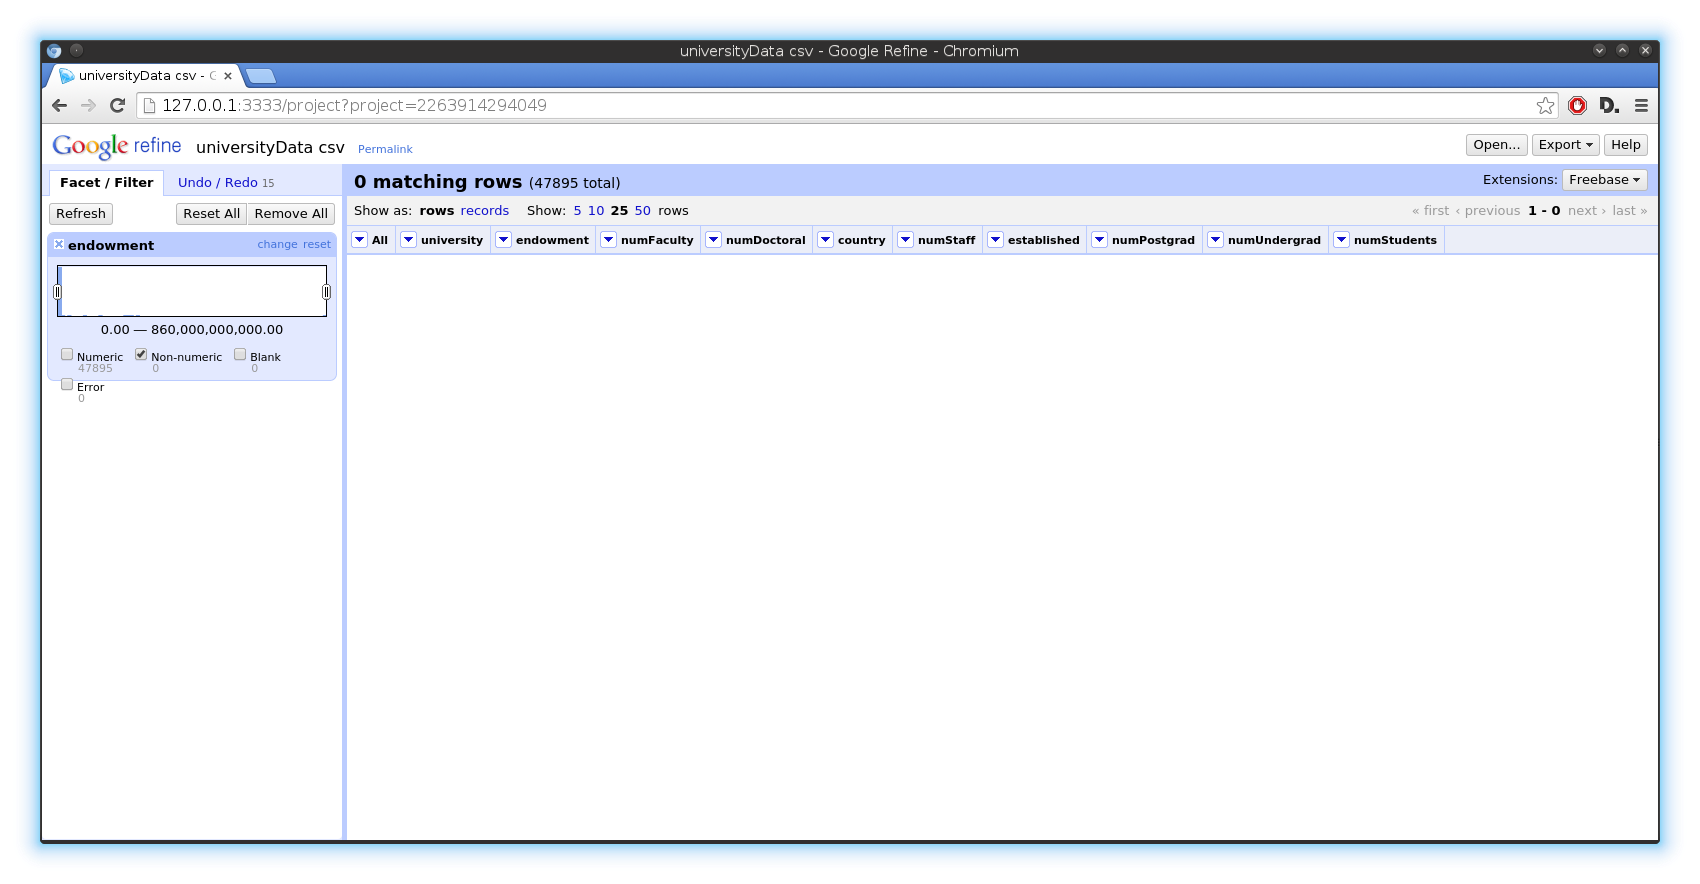 universityData csv - Google Refine - Chromium
universityData csv - G
127.0.0.1:3333/project?project=2263914294049
D.
Google refine universityData csv Permalink Open... Export Help
Facet / Filter Undo / Redo 15 0 matching rows (47895 total) Extensions: Freebase
Refresh Reset All Remove All Show as: rows records Show: 5 10 25 50 rows « first ‹ previous 1 - 0 next › last »
endowment change reset All university endowment numFaculty numDoctoral country numStaff established numPostgrad numUndergrad numStudents
0.00 — 860,000,000,000.00
Numeric Non-numeric Blank
47895 0 0
Error
0